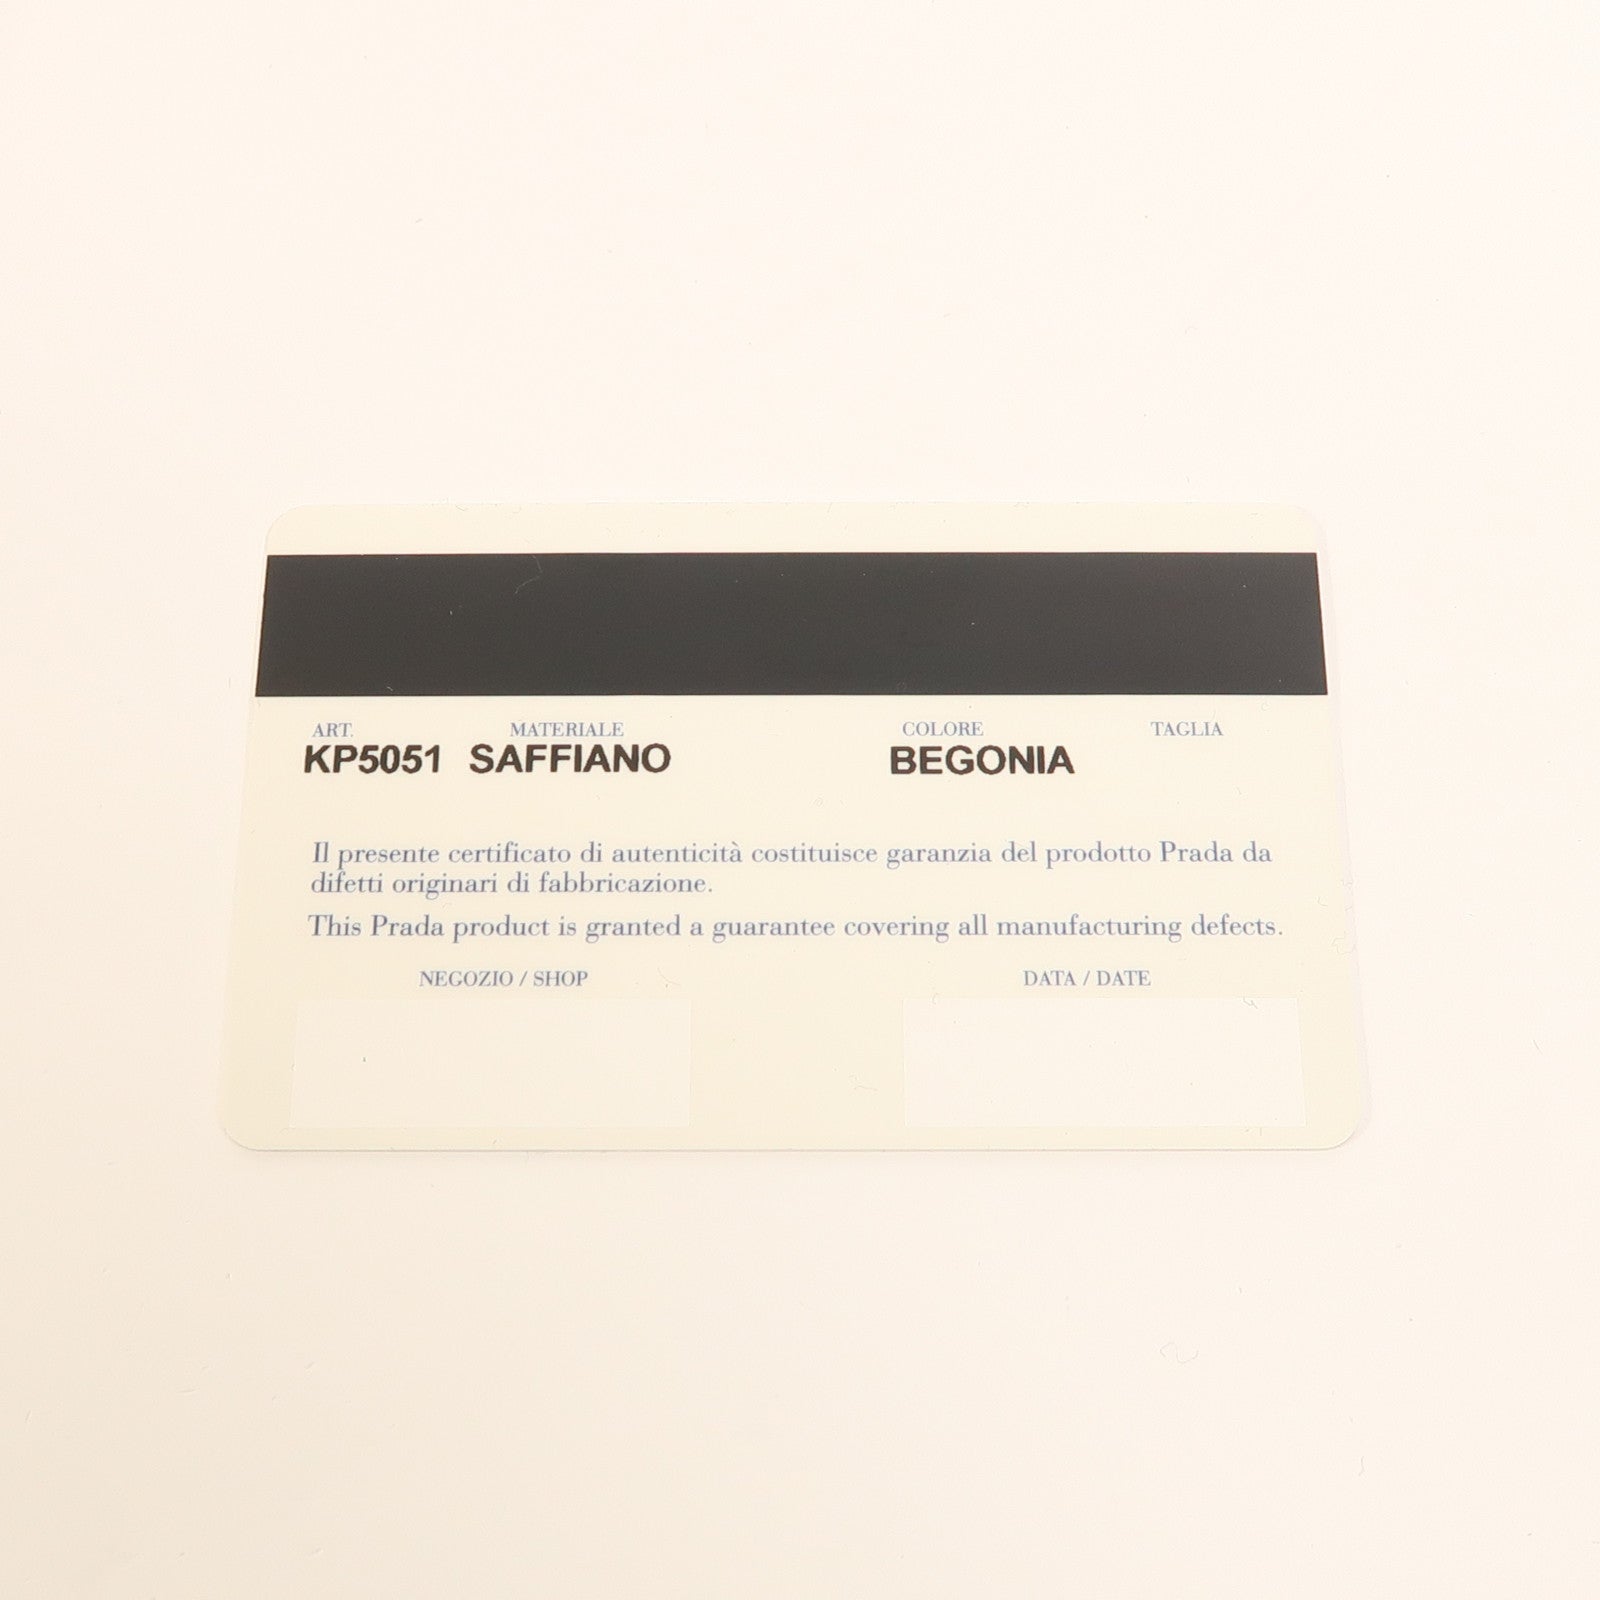 ART. MATERIALE COLORE TAGLIA
KP5051 SAFFIANO BEGONIA
Il presente certificato di autenticità costituisce garanzia del prodotto Prada da
difetti originari di fabbricazione.
This Prada product is granted a guarantee covering all manufacturing defects.
NEGOZIO / SHOP DATA / DATE